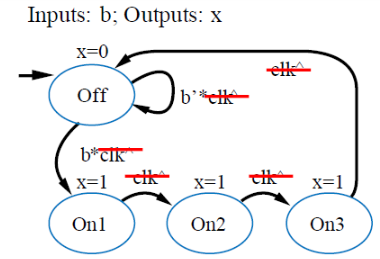 Inputs: b; Outputs: x
x=0
clk^
Off
b’*clk^
b*clk^
x=1
clk^
x=1
clk^
x=1
On1
On2
On3